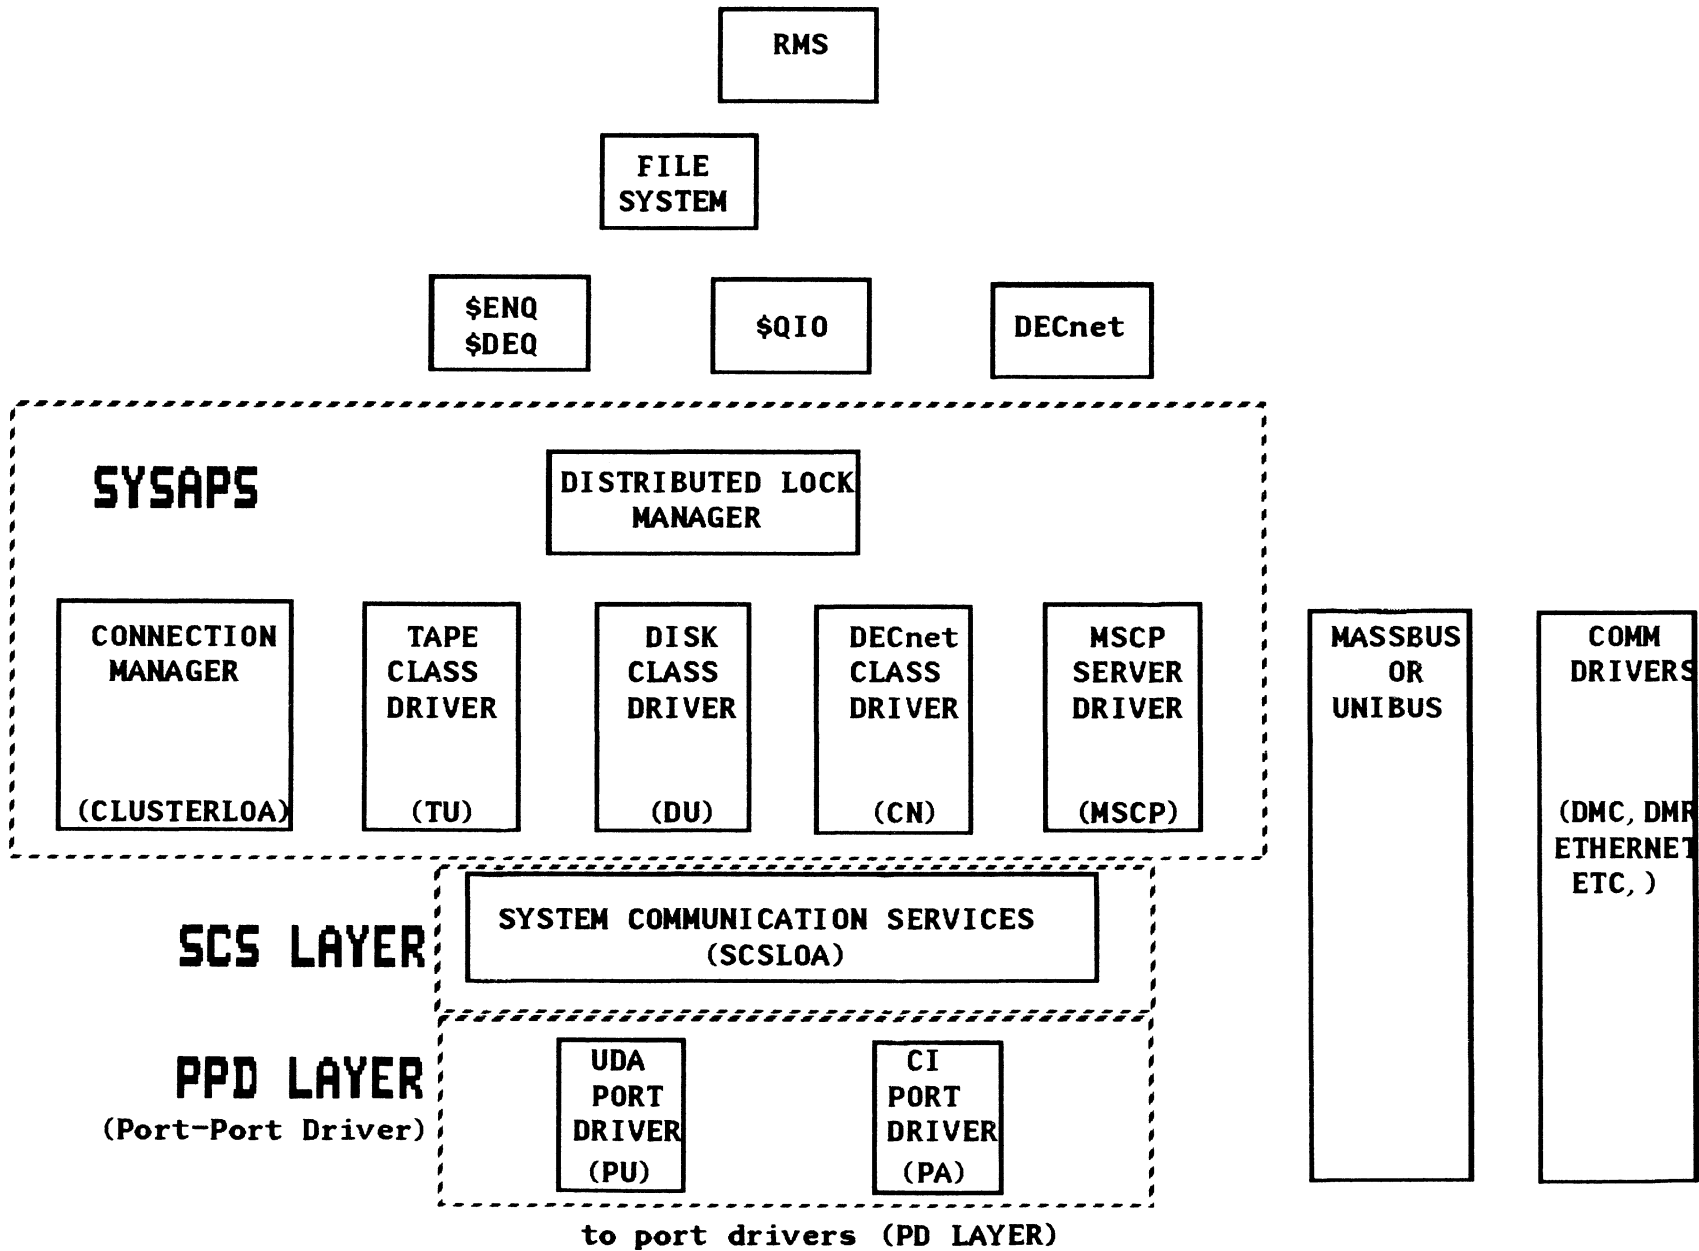 RMS
FILE
SYSTEM
$ENQ
$DEQ
$QIO
DECnet
SYSAPS
DISTRIBUTED LOCK
MANAGER
CONNECTION
MANAGER
(CLUSTERLOA)
TAPE
CLASS
DRIVER
(TU)
DISK
CLASS
DRIVER
(DU)
DECnet
CLASS
DRIVER
(CN)
MSCP
SERVER
DRIVER
(MSCP)
MASSBUS
OR
UNIBUS
COMM
DRIVERS
(DMC, DMR
ETHERNET
ETC, )
SCS LAYER
SYSTEM COMMUNICATION SERVICES
(SCSLOA)
PPD LAYER
(Port-Port Driver)
UDA
PORT
DRIVER
(PU)
CI
PORT
DRIVER
(PA)
to port drivers (PD LAYER)